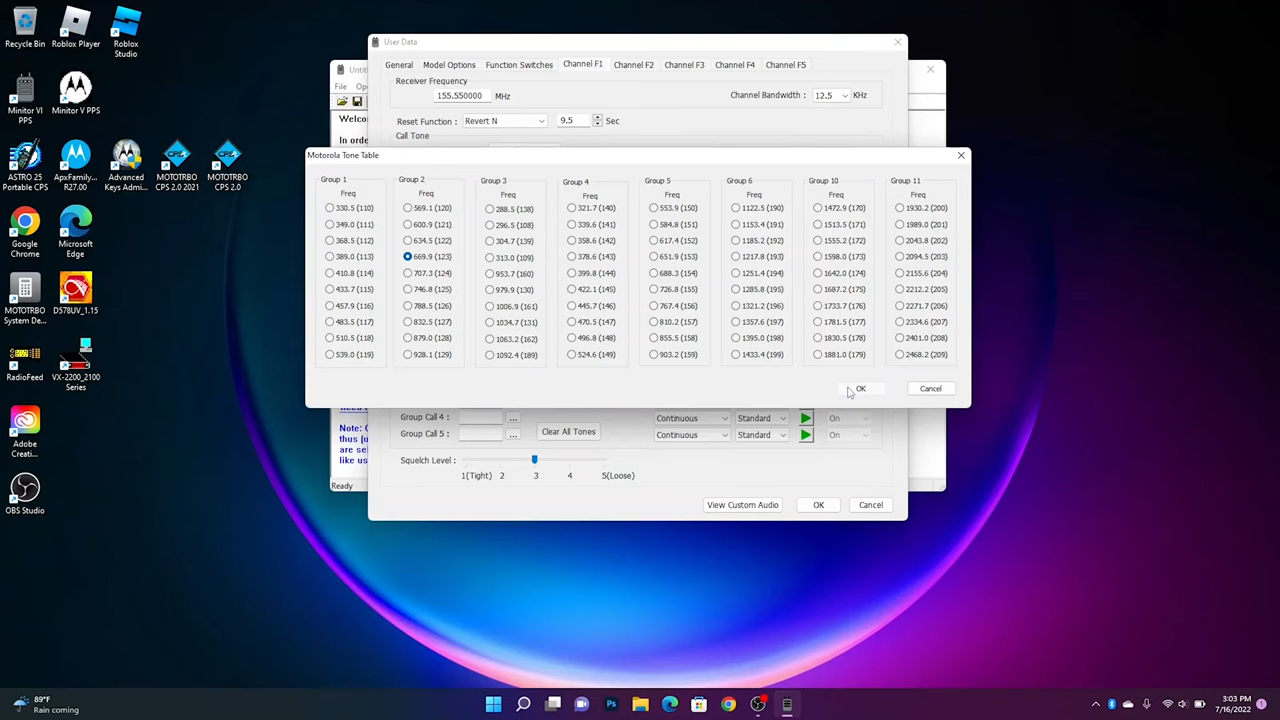 Recycle Bin
Roblox Player
Roblox Studio
Minitor VI PPS
Minitor V PPS
ASTRO 25 Portable CPS
ApxFamily... R27.00
Advanced Keys Admi...
MOTOTRBO CPS 2.0 2021
MOTOTRBO CPS 2.0
Google Chrome
Microsoft Edge
MOTOTRBO System De...
D578UV_1.15
RadioFeed
VX-2200_2100 Series
Adobe Creati...
OBS Studio
File
Welco
In orde
Note: C
thus (u
are se
like us
Ready
User Data
General Model Options Function Switches Channel F1 Channel F2 Channel F3 Channel F4 Channel F5
Receiver Frequency
155.550000 MHz Channel Bandwidth : 12.5 KHz
Reset Function : Revert N 9.5 Sec
Call Tone
Motorola Tone Table
Group 1 Group 2 Group 3 Group 4 Group 5 Group 6 Group 10 Group 11
Freq Freq Freq Freq Freq Freq Freq Freq
330.5 (110) 569.1 (120) 288.5 (138) 321.7 (140) 553.9 (150) 1122.5 (190) 1472.9 (170) 1930.2 (200)
349.0 (111) 600.9 (121) 296.5 (108) 339.6 (141) 584.8 (151) 1153.4 (191) 1513.5 (171) 1989.0 (201)
368.5 (112) 634.5 (122) 304.7 (139) 358.6 (142) 617.4 (152) 1185.2 (192) 1555.2 (172) 2043.8 (202)
389.0 (113) 669.9 (123) 313.0 (109) 378.6 (143) 651.9 (153) 1217.8 (193) 1598.0 (173) 2094.5 (203)
410.8 (114) 707.3 (124) 953.7 (160) 399.8 (144) 688.3 (154) 1251.4 (194) 1642.0 (174) 2155.6 (204)
433.7 (115) 746.8 (125) 979.9 (130) 422.1 (145) 726.8 (155) 1285.8 (195) 1687.2 (175) 2212.2 (205)
457.9 (116) 788.5 (126) 1006.9 (161) 445.7 (146) 767.4 (156) 1321.2 (196) 1733.7 (176) 2271.7 (206)
483.5 (117) 832.5 (127) 1034.7 (131) 470.5 (147) 810.2 (157) 1357.6 (197) 1781.5 (177) 2334.6 (207)
510.5 (118) 879.0 (128) 1063.2 (162) 496.8 (148) 855.5 (158) 1395.0 (198) 1830.5 (178) 2401.0 (208)
539.0 (119) 928.1 (129) 1092.4 (189) 524.6 (149) 903.2 (159) 1433.4 (199) 1881.0 (179) 2468.2 (209)
OK Cancel
Group Call 4 : ... Continuous Standard On
Group Call 5 : ... Clear All Tones Continuous Standard On
Squelch Level :
1(Tight) 2 3 4 5(Loose)
View Custom Audio OK Cancel
89°F
Rain coming
3:03 PM
7/16/2022